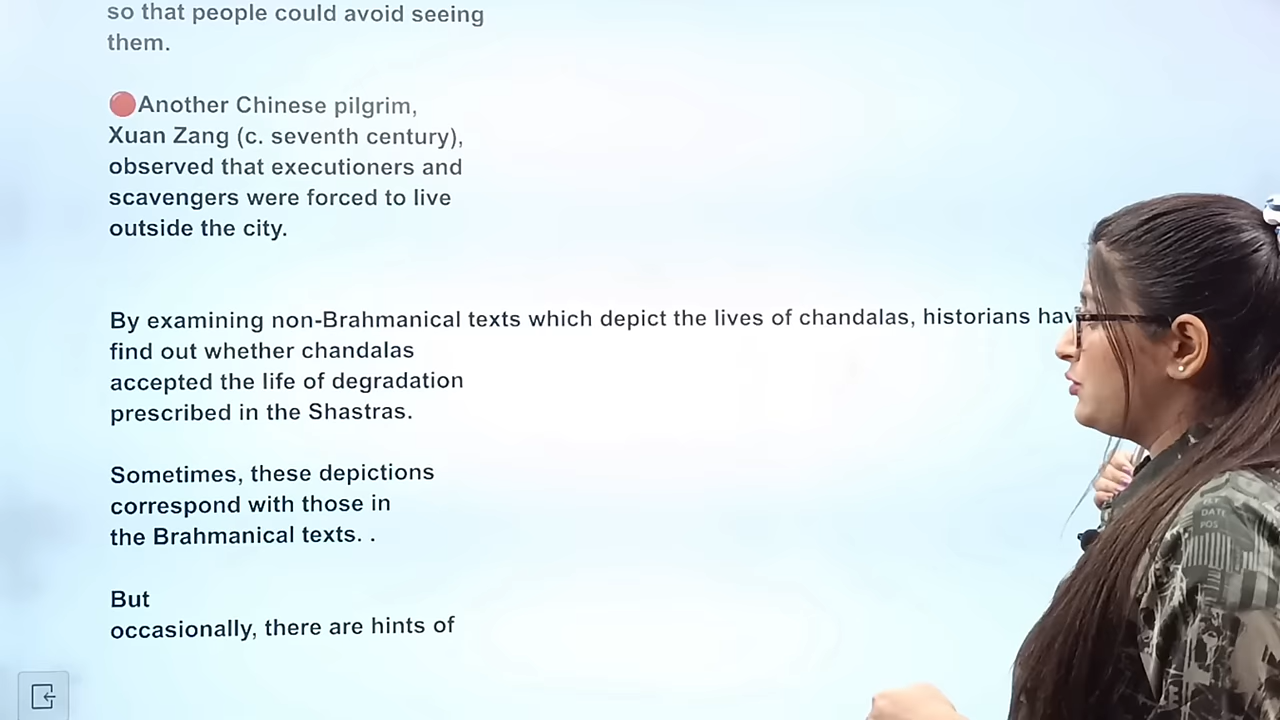 so that people could avoid seeing
them.
🔴Another Chinese pilgrim,
Xuan Zang (c. seventh century),
observed that executioners and
scavengers were forced to live
outside the city.
By examining non-Brahmanical texts which depict the lives of chandalas, historians hav
find out whether chandalas
accepted the life of degradation
prescribed in the Shastras.
Sometimes, these depictions
correspond with those in
the Brahmanical texts. .
But
occasionally, there are hints of
DATE
POS